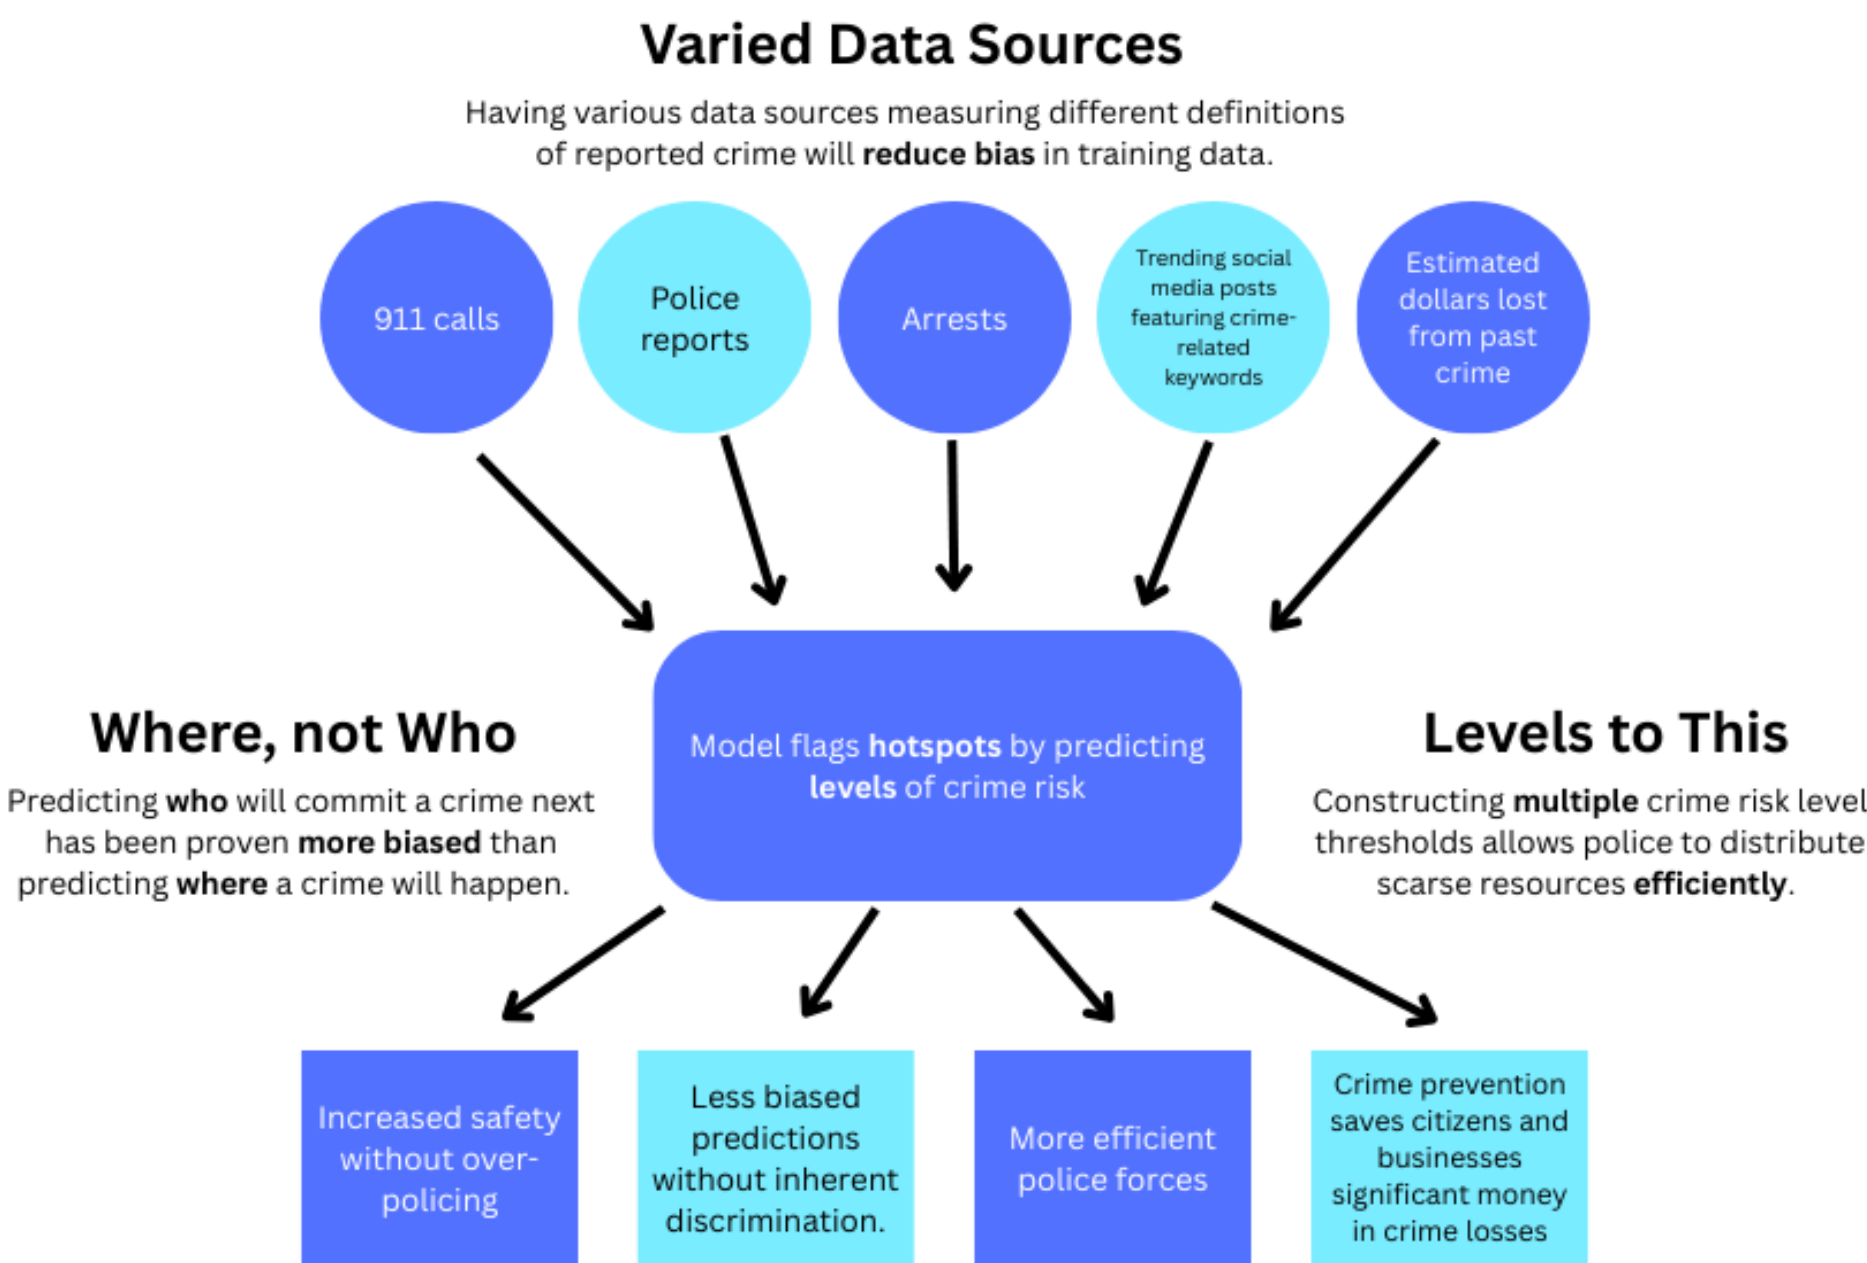 Varied Data Sources
Having various data sources measuring different definitions
of reported crime will reduce bias in training data.
911 calls
Police
reports
Arrests
Trending social
media posts
featuring crime-
related
keywords
Estimated
dollars lost
from past
crime
Where, not Who
Predicting who will commit a crime next
has been proven more biased than
predicting where a crime will happen.
Model flags hotspots by predicting
levels of crime risk
Levels to This
Constructing multiple crime risk level
thresholds allows police to distribute
scarse resources efficiently.
Increased safety
without over-
policing
Less biased
predictions
without inherent
discrimination.
More efficient
police forces
Crime prevention
saves citizens and
businesses
significant money
in crime losses